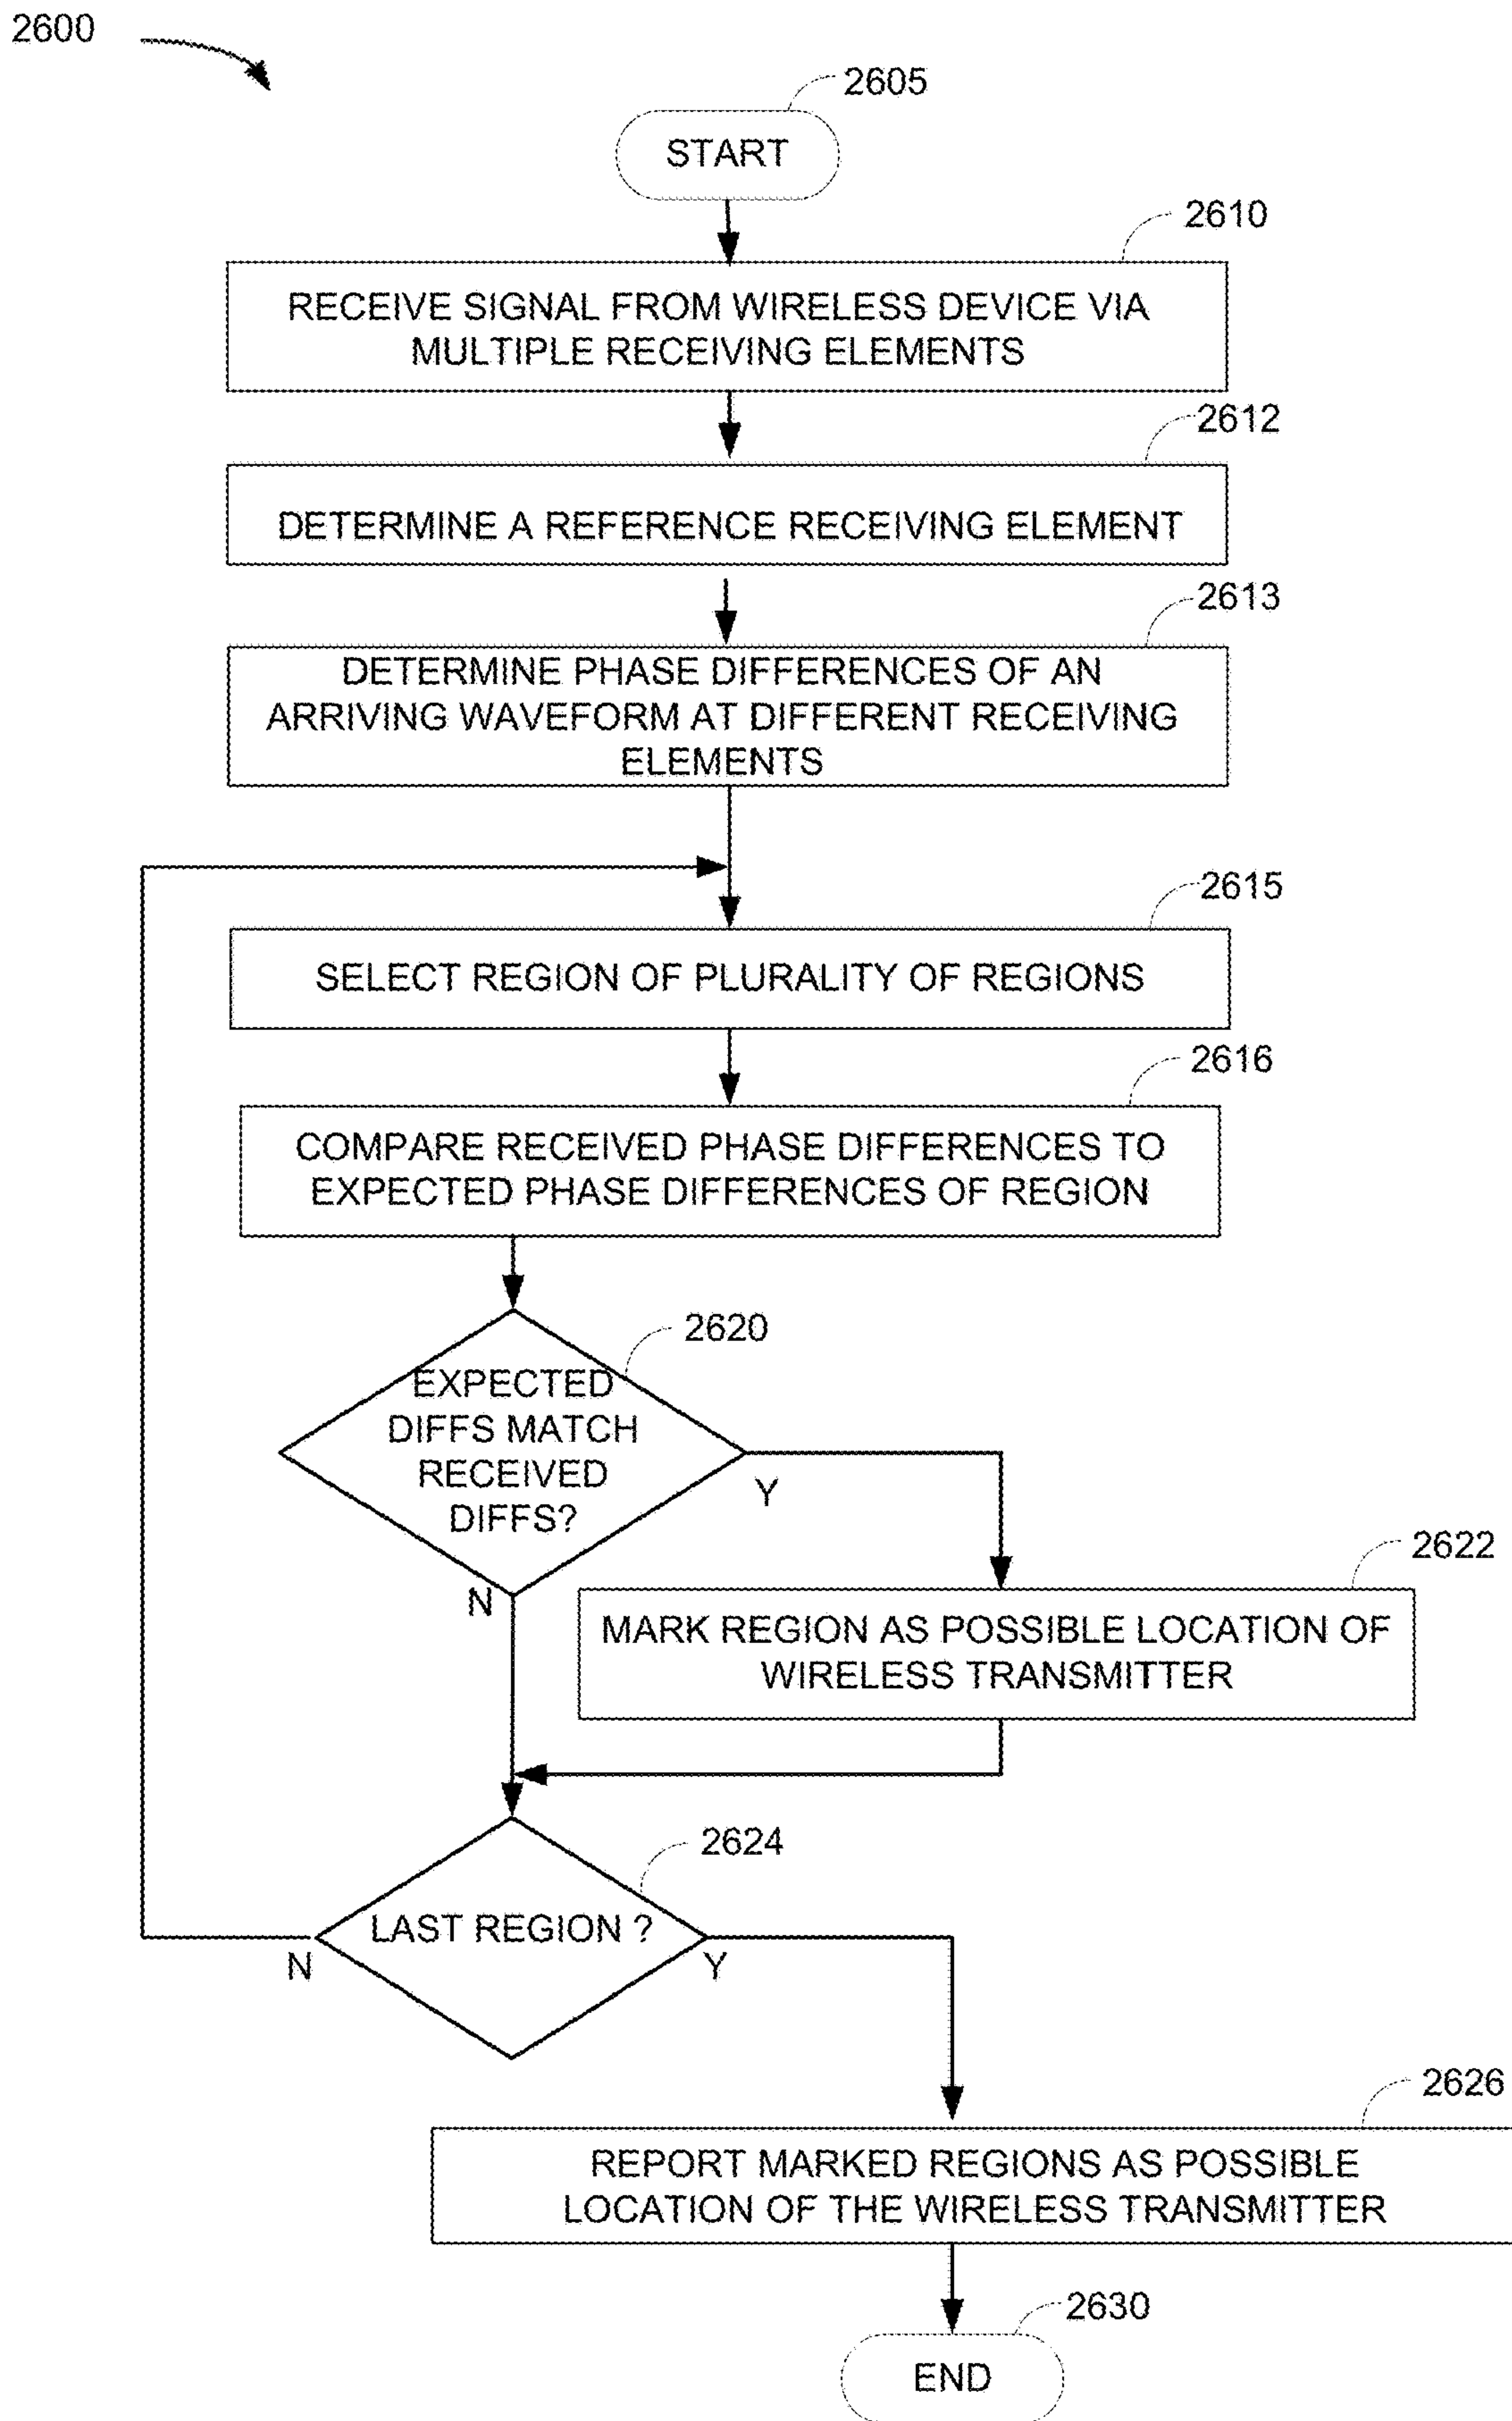 2600
2605
START
2610
RECEIVE SIGNAL FROM WIRELESS DEVICE VIA
MULTIPLE RECEIVING ELEMENTS
2612
DETERMINE A REFERENCE RECEIVING ELEMENT
2613
DETERMINE PHASE DIFFERENCES OF AN
ARRIVING WAVEFORM AT DIFFERENT RECEIVING
ELEMENTS
2615
SELECT REGION OF PLURALITY OF REGIONS
2616
COMPARE RECEIVED PHASE DIFFERENCES TO
EXPECTED PHASE DIFFERENCES OF REGION
2620
EXPECTED
DIFFS MATCH
RECEIVED
DIFFS?
Y
N
2622
MARK REGION AS POSSIBLE LOCATION OF
WIRELESS TRANSMITTER
2624
LAST REGION ?
N
Y
2626
REPORT MARKED REGIONS AS POSSIBLE
LOCATION OF THE WIRELESS TRANSMITTER
2630
END